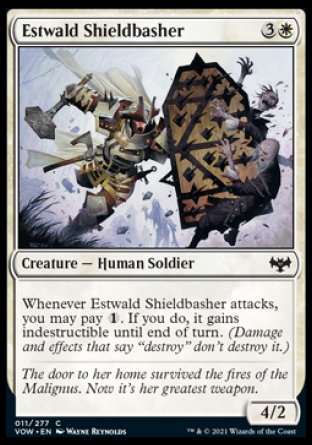 Estwald Shieldbasher 3
Creature — Human Soldier
Whenever Estwald Shieldbasher attacks,
you may pay 1. If you do, it gains
indestructible until end of turn. (Damage
and effects that say "destroy" don't destroy it.)
The door to her home survived the fires of the
Malignus. Now it's her greatest weapon.
4/2
011/277 C
VOW • EN WAYNE REYNOLDS
™ & © 2021 Wizards of the Coast